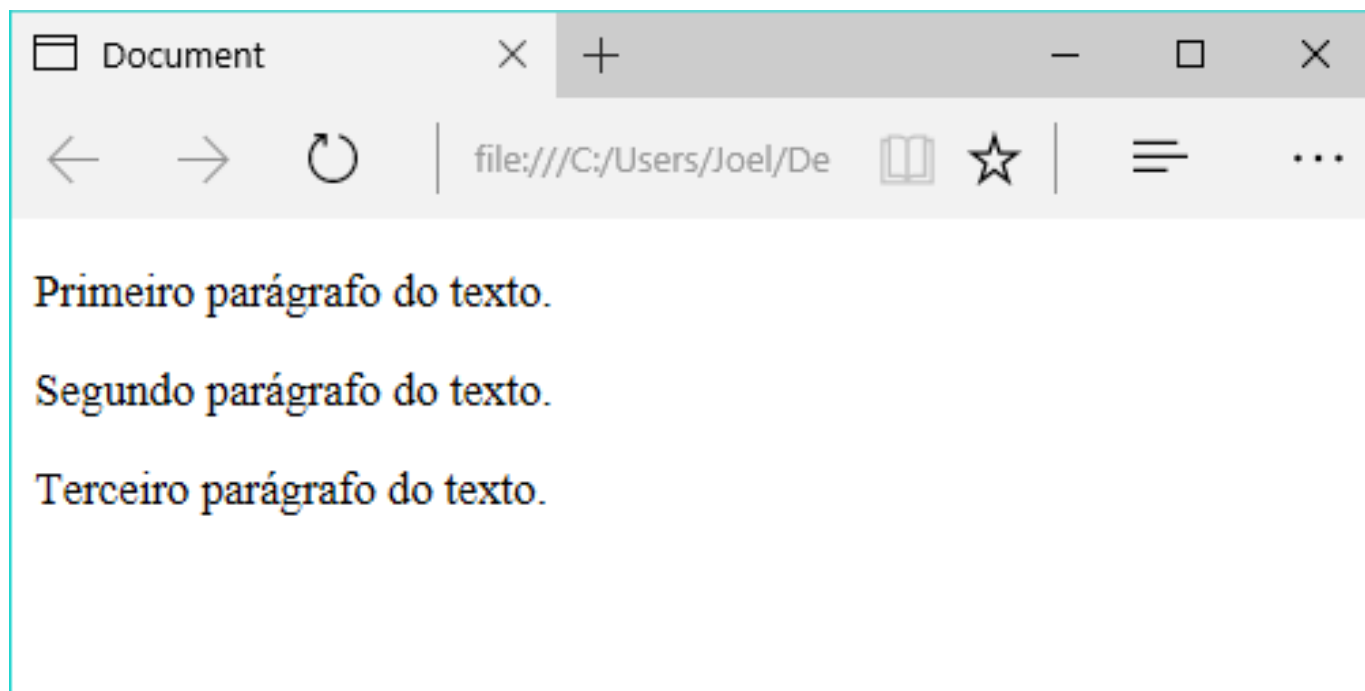 Document
file:///C:/Users/Joel/De
Primeiro parágrafo do texto.
Segundo parágrafo do texto.
Terceiro parágrafo do texto.